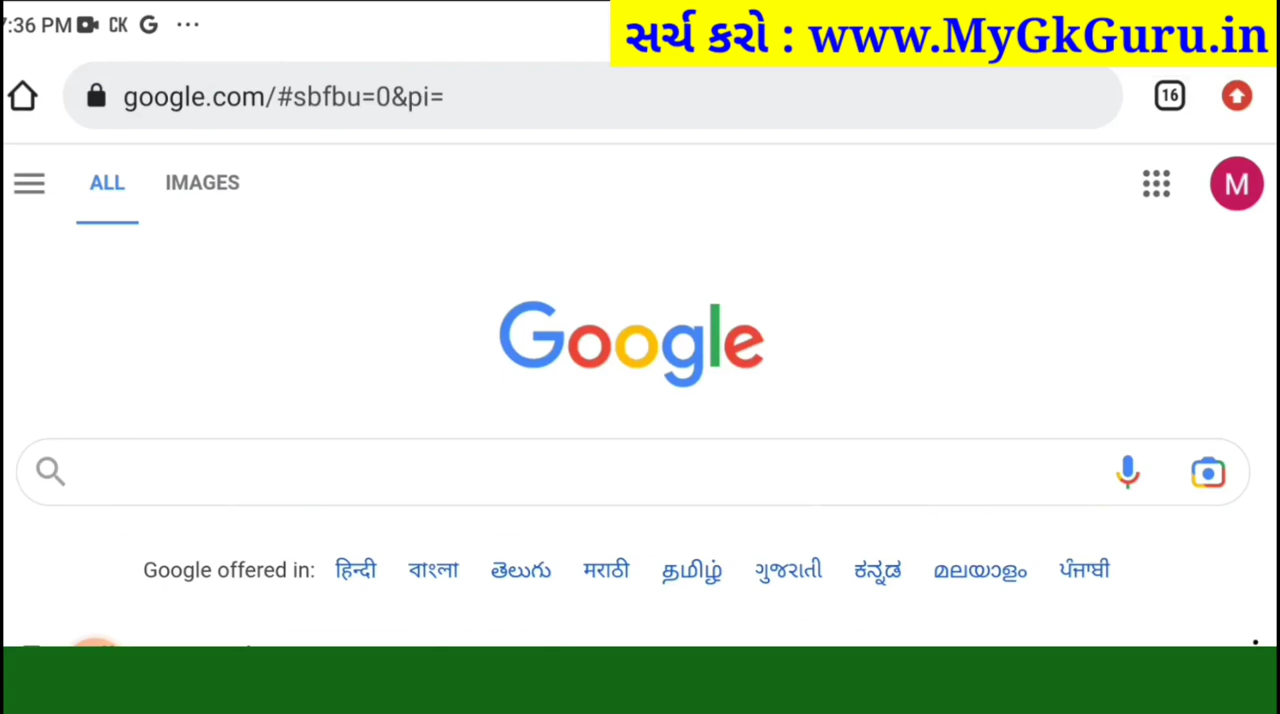 :36 PM CK G ...
સર્ચ કરો : www.MyGkGuru.in
google.com/#sbfbu=0&pi=
16
ALL IMAGES
M
Google
Google offered in: हिन्दी বাংলা తెలుగు मराठी தமிழ் ગુજરાતી ಕನ್ನಡ മലയാളം ਪੰਜਾਬੀ